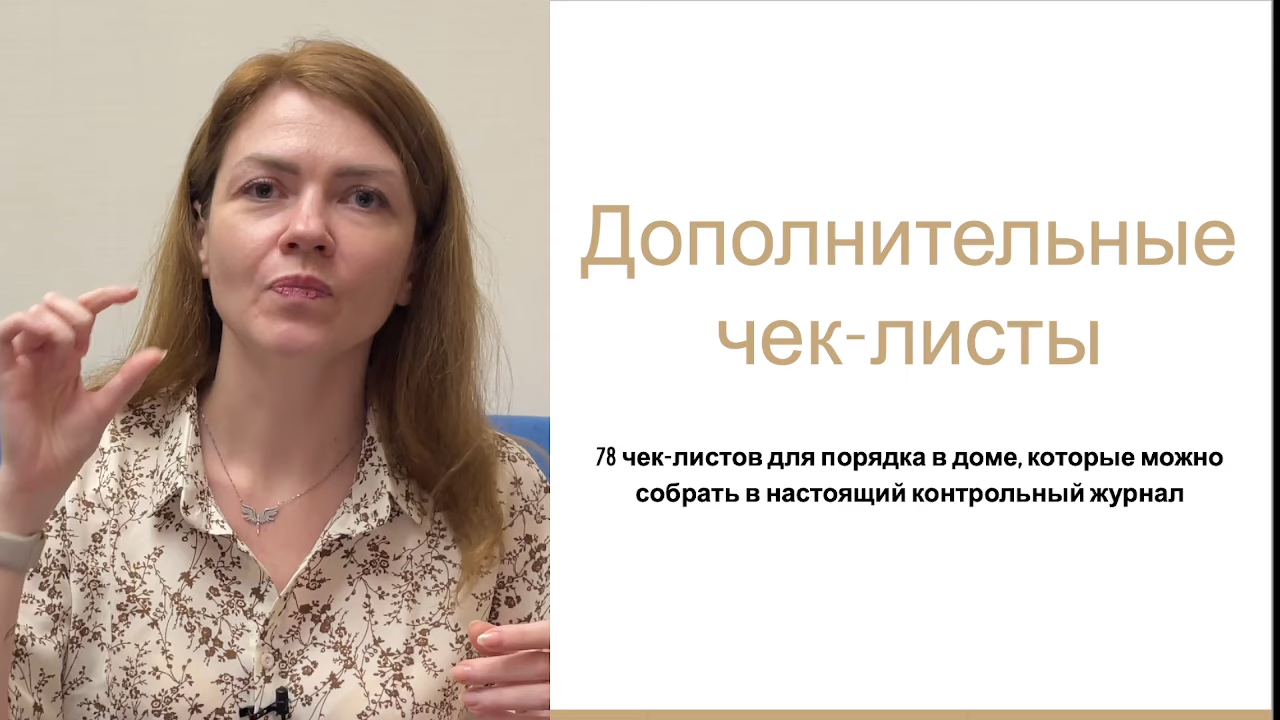 Дополнительные
чек-листы
78 чек-листов для порядка в доме, которые можно
собрать в настоящий контрольный журнал